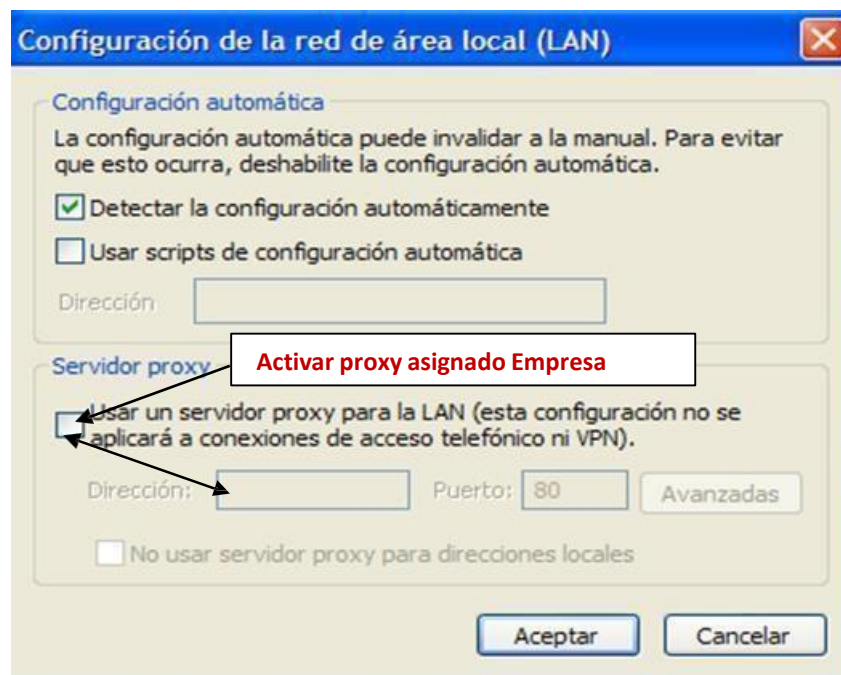 Configuración de la red de área local (LAN)
Configuración automática
La configuración automática puede invalidar a la manual. Para evitar
que esto ocurra, deshabilite la configuración automática.
Detectar la configuración automáticamente
Usar scripts de configuración automática
Dirección
Servidor proxy
Activar proxy asignado Empresa
Usar un servidor proxy para la LAN (esta configuración no se
aplicará a conexiones de acceso telefónico ni VPN).
Dirección: Puerto: 80 Avanzadas
No usar servidor proxy para direcciones locales
Aceptar Cancelar